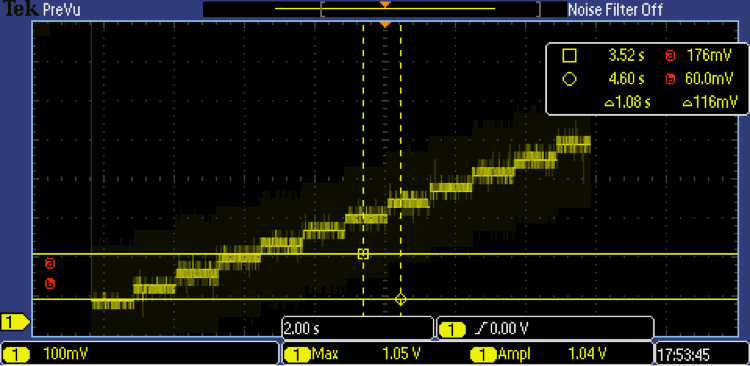 Tek PreVu Noise Filter Off
3.52 s a 176mV
4.60 s b 60.0mV
△1.08 s △116mV
a
b
1
2.00 s 1 0.00 V
1 100mV 1 Max 1.05 V 1 Ampl 1.04 V 17:53:45